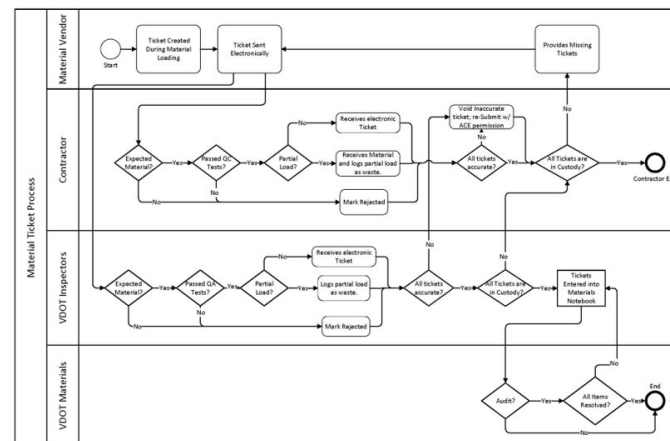 Material Ticket Process
Material Vendor
Start
Ticket Created
During Material
Loading
Ticket Sent
Electronically
Provides Missing
Tickets
Contractor
Expected
Material?
Yes
No
Passed QC
Tests?
Yes
No
Partial
Load?
No
Yes
Receives electronic
Ticket
Receives Material
and logs partial load
as waste.
Mark Rejected
Void Inaccurate
ticket; re-Submit w/
ACE permission
No
All tickets
accurate?
Yes
No
All Tickets are
in Custody?
Yes
Contractor E
VDOT Inspectors
Expected
Material?
Yes
No
Passed QA
Tests?
Yes
No
Partial
Load?
No
Yes
Receives electronic
Ticket
Logs partial load
as waste.
Mark Rejected
No
All tickets
accurate?
Yes
No
All Tickets are
in Custody?
Yes
Tickets
Entered into
Materials
Notebook
VDOT Materials
Audit?
Yes
No
No
All Items
Resolved?
Yes
End